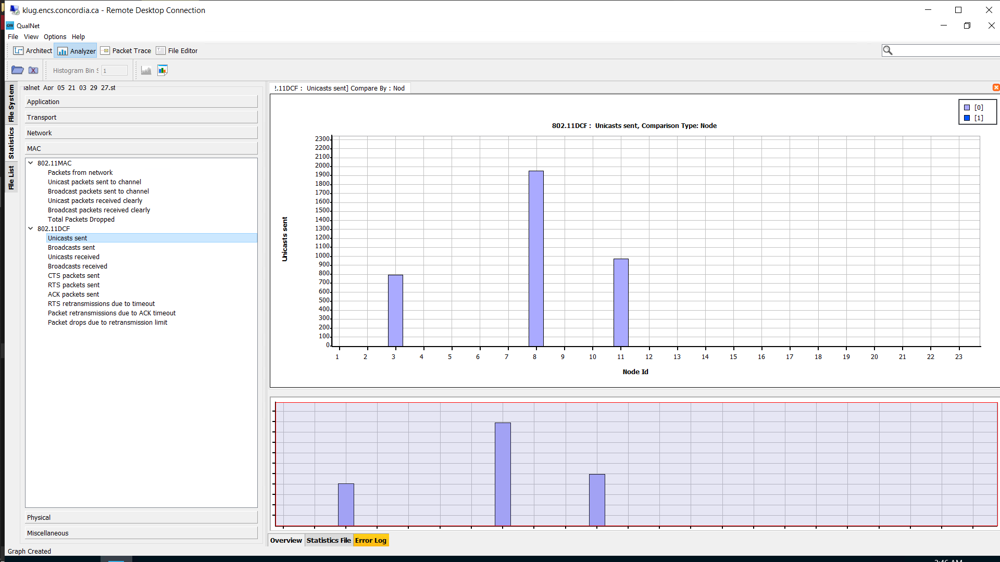 klug.encs.concordia.ca - Remote Desktop Connection
QN QualNet
File View Options Help
Architect Analyzer Packet Trace File Editor
Histogram Bin S 1
File System
Statistics
File List
ualnet Apr 05 21 03 29 27.st
Application
Transport
Network
MAC
802.11MAC
Packets from network
Unicast packets sent to channel
Broadcast packets sent to channel
Unicast packets received clearly
Broadcast packets received clearly
Total Packets Dropped
802.11DCF
Unicasts sent
Broadcasts sent
Unicasts received
Broadcasts received
CTS packets sent
RTS packets sent
ACK packets sent
RTS retransmissions due to timeout
Packet retransmissions due to ACK timeout
Packet drops due to retransmission limit
Physical
Miscellaneous
Graph Created
2.11DCF : Unicasts sent] Compare By : Nod
[0]
[1]
802.11DCF : Unicasts sent, Comparison Type: Node
Unicasts sent
2300
2200
2100
2000
1900
1800
1700
1600
1500
1400
1300
1200
1100
1000
900
800
700
600
500
400
300
200
100
0
1 2 3 4 5 6 7 8 9 10 11 12 13 14 15 16 17 18 19 20 21 22 23
Node Id
Overview Statistics File Error Log